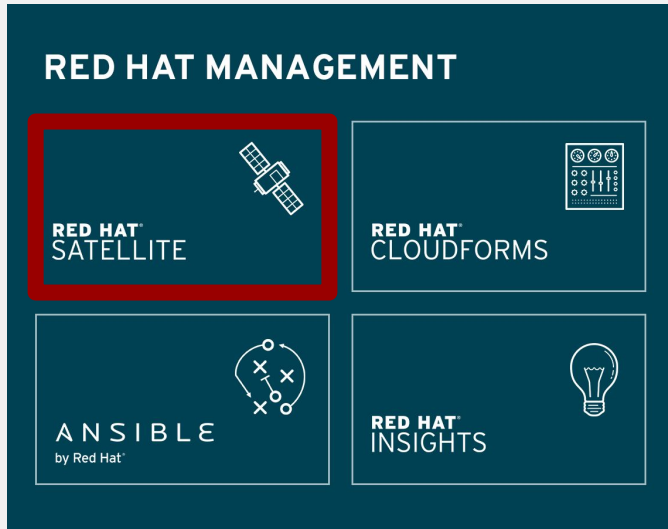 RED HAT MANAGEMENT
RED HAT®
SATELLITE
RED HAT®
CLOUDFORMS
ANSIBLE
by Red Hat®
RED HAT®
INSIGHTS